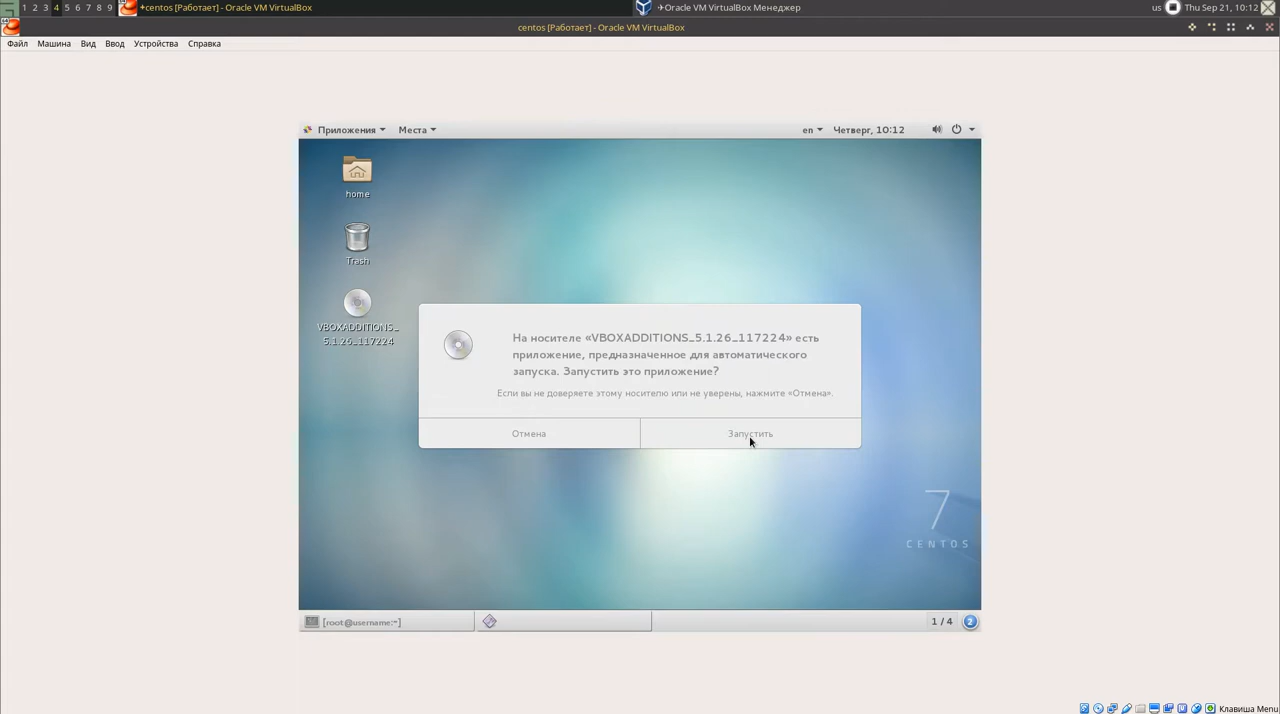 1 2 3 4 5 6 7 8 9 +centos [Работает] - Oracle VM VirtualBox
✈Oracle VM VirtualBox Менеджер
us Thu Sep 21, 10:12
centos [Работает] - Oracle VM VirtualBox
Файл Машина Вид Ввод Устройства Справка
Приложения Места en Четверг, 10:12
home
Trash
VBOXADDITIONS_
5.1.26_117224
На носителе «VBOXADDITIONS_5.1.26_117224» есть
приложение, предназначенное для автоматического
запуска. Запустить это приложение?
Если вы не доверяете этому носителю или не уверены, нажмите «Отмена».
Отмена Запустить
7
CENTOS
[root@username:~] 1 / 4 2
Клавиша Menu